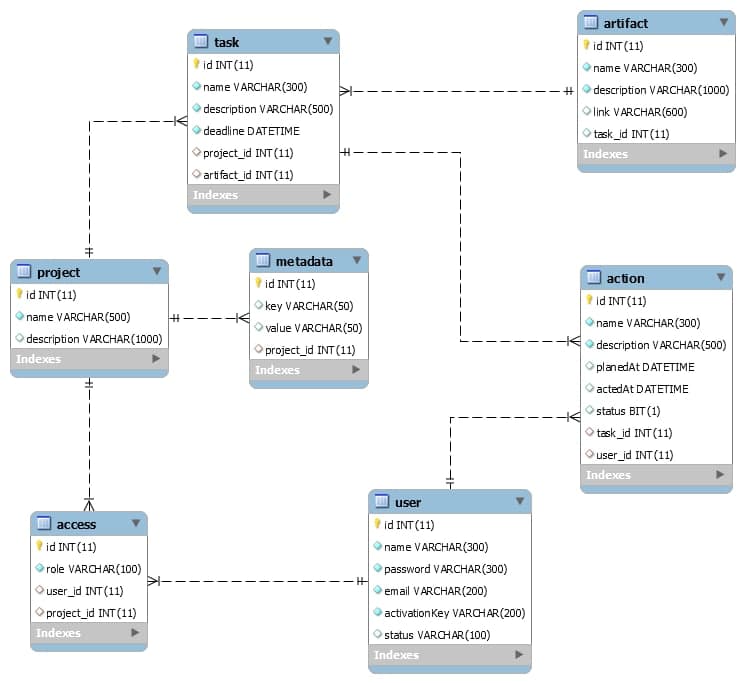 task
id INT(11)
name VARCHAR(300)
description VARCHAR(500)
deadline DATETIME
project_id INT(11)
artifact_id INT(11)
Indexes
artifact
id INT(11)
name VARCHAR(300)
description VARCHAR(1000)
link VARCHAR(600)
task_id INT(11)
Indexes
project
id INT(11)
name VARCHAR(500)
description VARCHAR(1000)
Indexes
metadata
id INT(11)
key VARCHAR(50)
value VARCHAR(50)
project_id INT(11)
Indexes
action
id INT(11)
name VARCHAR(300)
description VARCHAR(500)
planedAt DATETIME
actedAt DATETIME
status BIT(1)
task_id INT(11)
user_id INT(11)
Indexes
access
id INT(11)
role VARCHAR(100)
user_id INT(11)
project_id INT(11)
Indexes
user
id INT(11)
name VARCHAR(300)
password VARCHAR(300)
email VARCHAR(200)
activationKey VARCHAR(200)
status VARCHAR(100)
Indexes